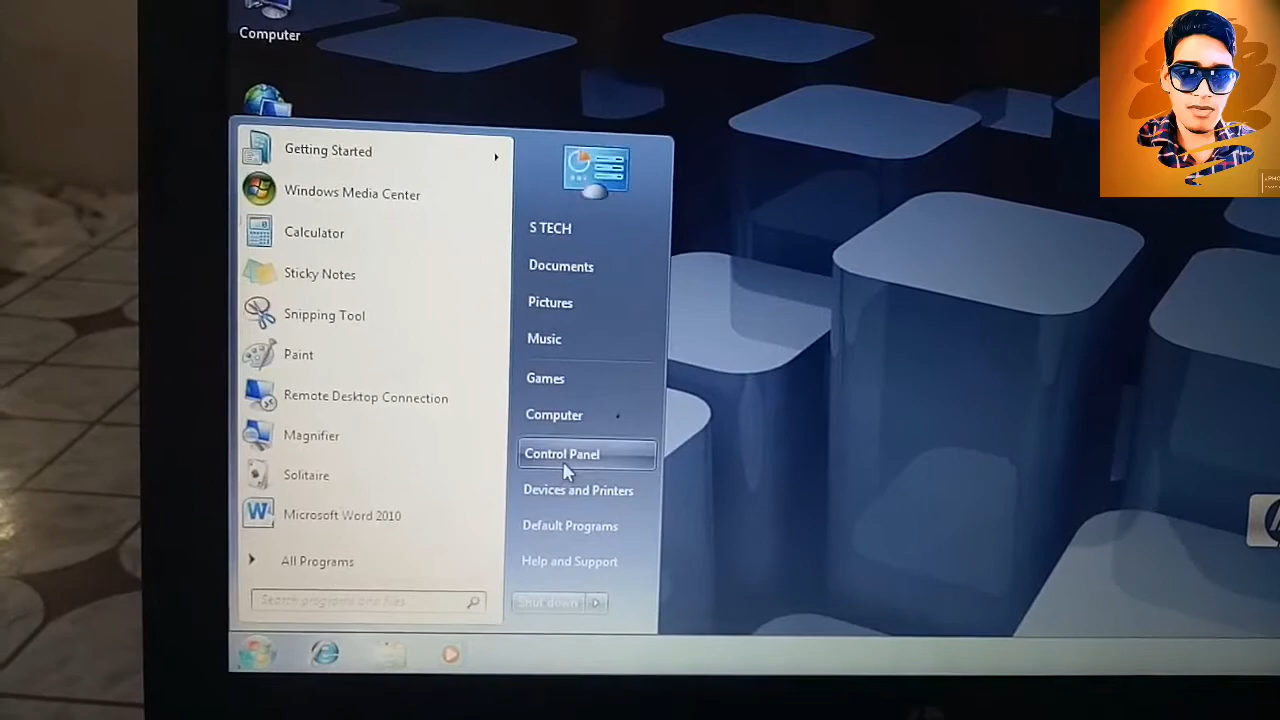 Computer
Getting Started
Windows Media Center
Calculator
Sticky Notes
Snipping Tool
Paint
Remote Desktop Connection
Magnifier
Solitaire
Microsoft Word 2010
All Programs
Search programs and files
S TECH
Documents
Pictures
Music
Games
Computer
Control Panel
Devices and Printers
Default Programs
Help and Support
Shut down